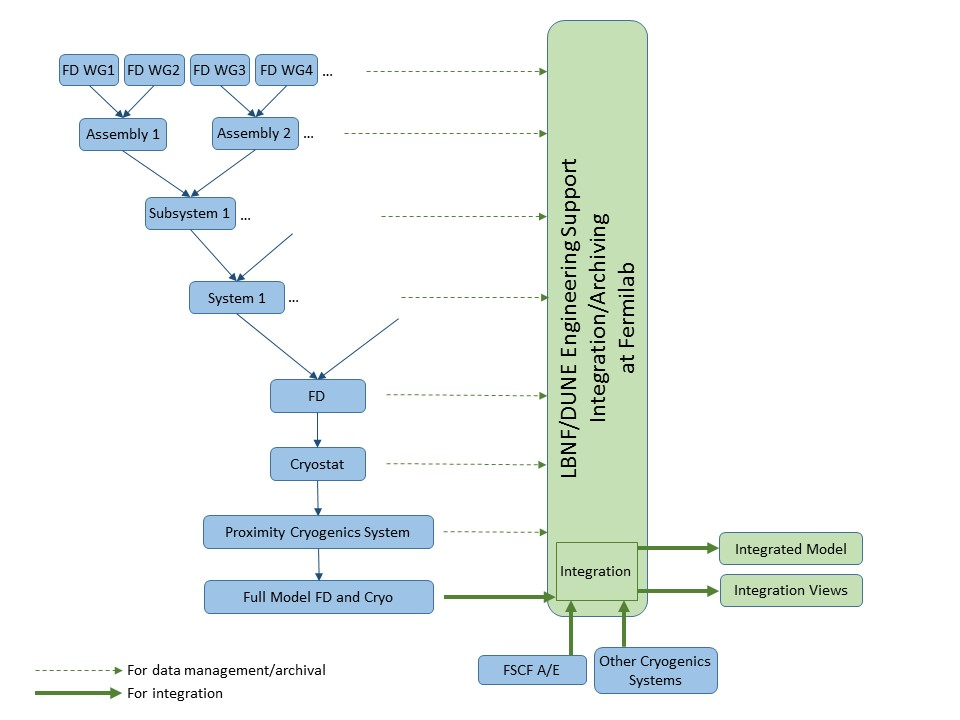 FD WG1 FD WG2 FD WG3 FD WG4 ...
Assembly 1 Assembly 2 ...
Subsystem 1 ...
System 1 ...
FD
Cryostat
Proximity Cryogenics System
Full Model FD and Cryo
LBNF/DUNE Engineering Support
Integration/Archiving
at Fermilab
Integration
Integrated Model
Integration Views
FSCF A/E
Other Cryogenics
Systems
For data management/archival
For integration